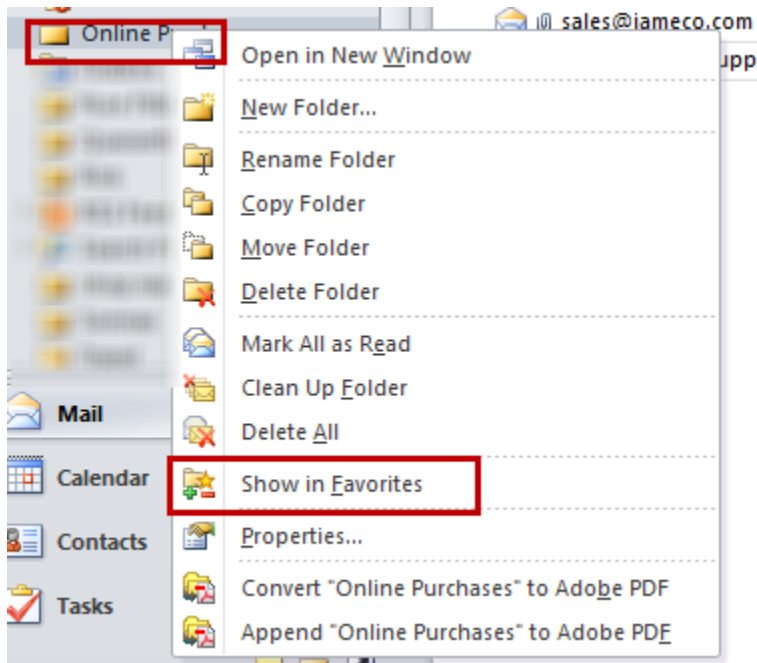 sales@jameco.com
Online P
upp
Open in New Window
New Folder...
Rename Folder
Copy Folder
Move Folder
Delete Folder
Mark All as Read
Clean Up Folder
Delete All
Show in Favorites
Properties...
Convert "Online Purchases" to Adobe PDF
Append "Online Purchases" to Adobe PDF
Mail
Calendar
Contacts
Tasks